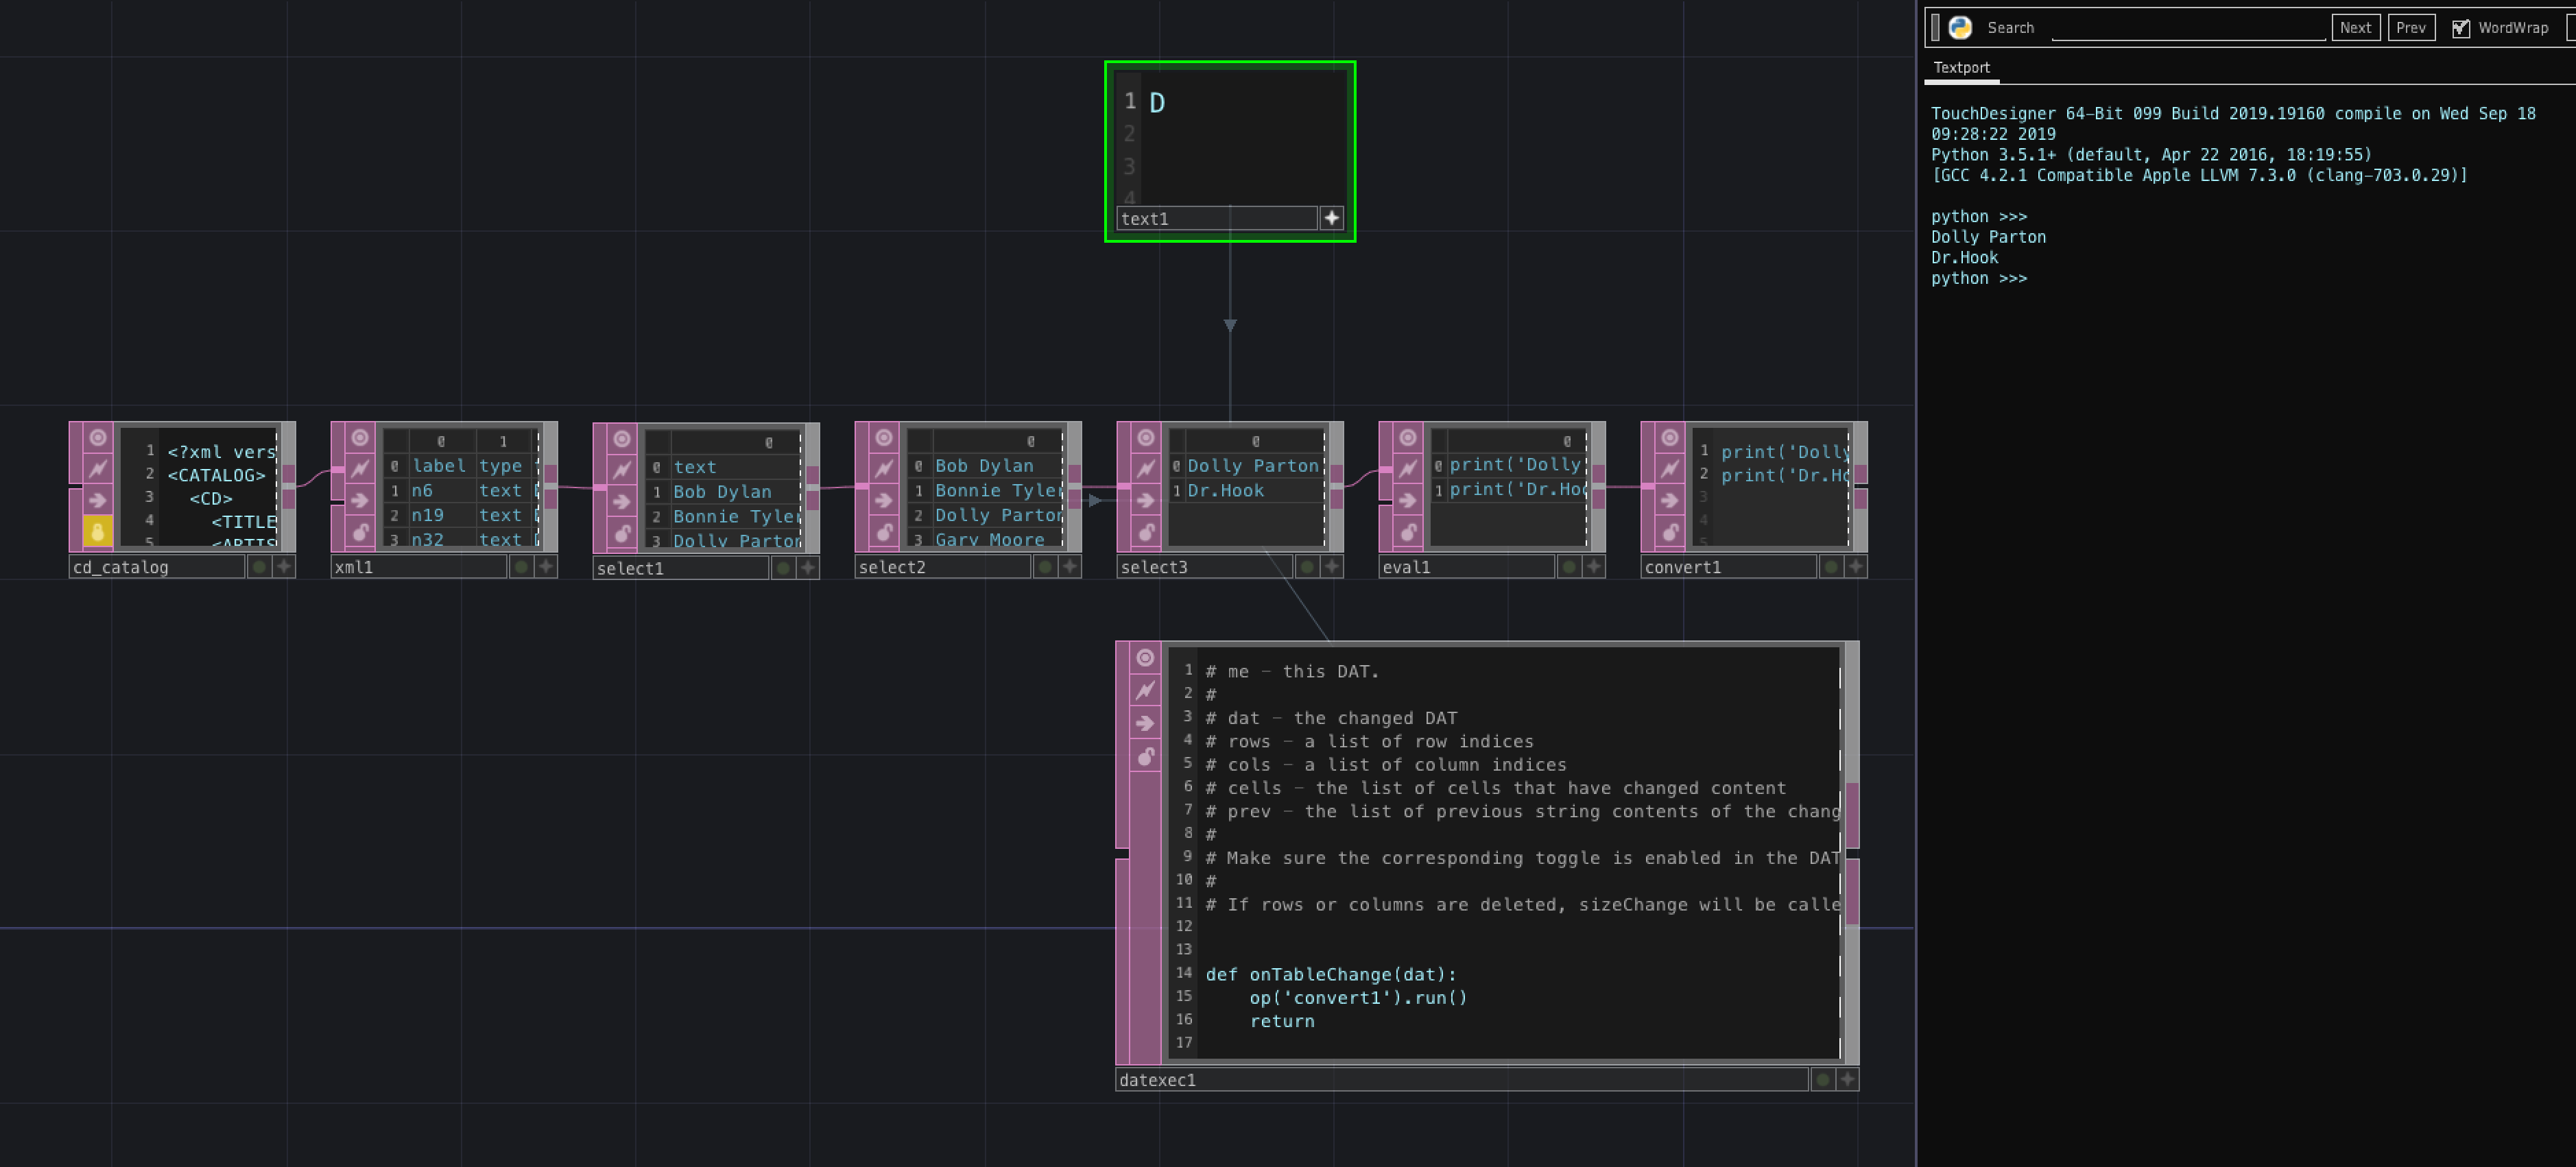 Search
Next
Prev
WordWrap
Textport
TouchDesigner 64-Bit 099 Build 2019.19160 compile on Wed Sep 18
09:28:22 2019
Python 3.5.1+ (default, Apr 22 2016, 18:19:55)
[GCC 4.2.1 Compatible Apple LLVM 7.3.0 (clang-703.0.29)]
python >>>
Dolly Parton
Dr.Hook
python >>>
1 D
2
3
4
text1
1 <?xml vers
2 <CATALOG>
3 <CD>
4 <TITLE
5 <ARTIS
cd_catalog
0 1
0 label type
1 n6 text
2 n19 text
3 n32 text
xml1
0
0 text
1 Bob Dylan
2 Bonnie Tyler
3 Dolly Parton
select1
0
0 Bob Dylan
1 Bonnie Tyler
2 Dolly Parton
3 Gary Moore
select2
0
0 Dolly Parton
1 Dr.Hook
select3
0
0 print('Dolly
1 print('Dr.Hoo
eval1
1 print('Dolly
2 print('Dr.Ho
3
4
5
convert1
1 # me - this DAT.
2 #
3 # dat - the changed DAT
4 # rows - a list of row indices
5 # cols - a list of column indices
6 # cells - the list of cells that have changed content
7 # prev - the list of previous string contents of the chang
8 #
9 # Make sure the corresponding toggle is enabled in the DAT
10 #
11 # If rows or columns are deleted, sizeChange will be calle
12
13
14 def onTableChange(dat):
15 op('convert1').run()
16 return
17
datexec1